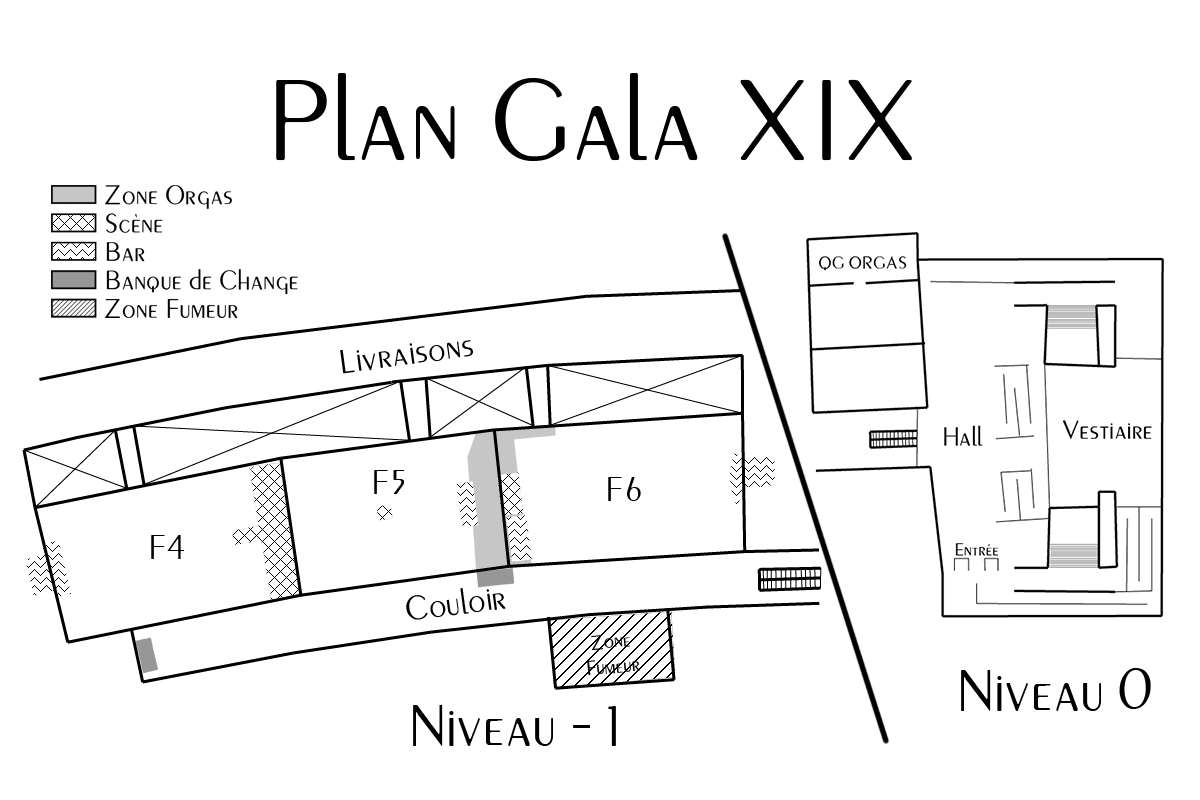 Plan Gala XIX
Zone Orgas
Scène
Bar
Banque de Change
Zone Fumeur
QG ORGAS
Livraisons
Hall
Vestiaire
F5
F6
F4
Entrée
Couloir
Zone
Fumeur
Niveau 0
Niveau - 1